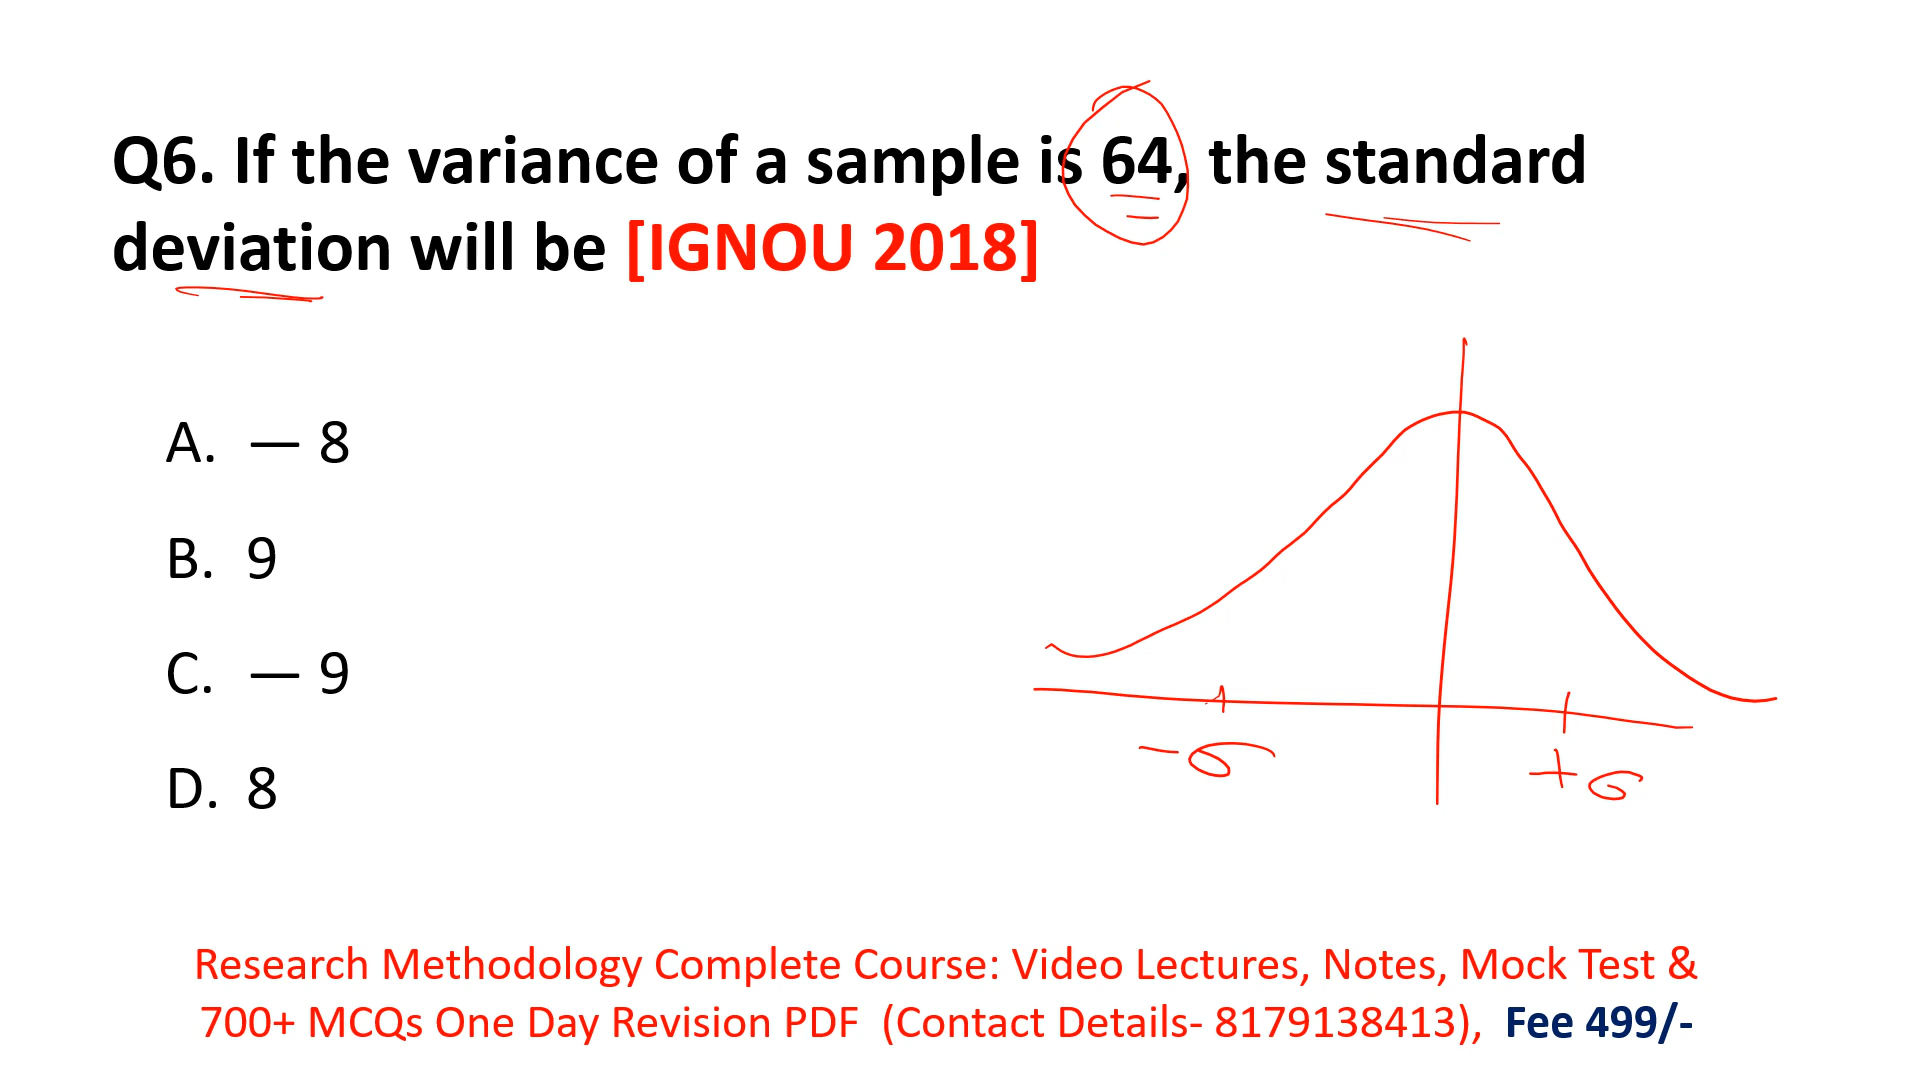 Q6. If the variance of a sample is 64, the standard
deviation will be [IGNOU 2018]
A. — 8
B. 9
C. — 9
D. 8
-σ
+σ
Research Methodology Complete Course: Video Lectures, Notes, Mock Test &
700+ MCQs One Day Revision PDF (Contact Details- 8179138413), Fee 499/-